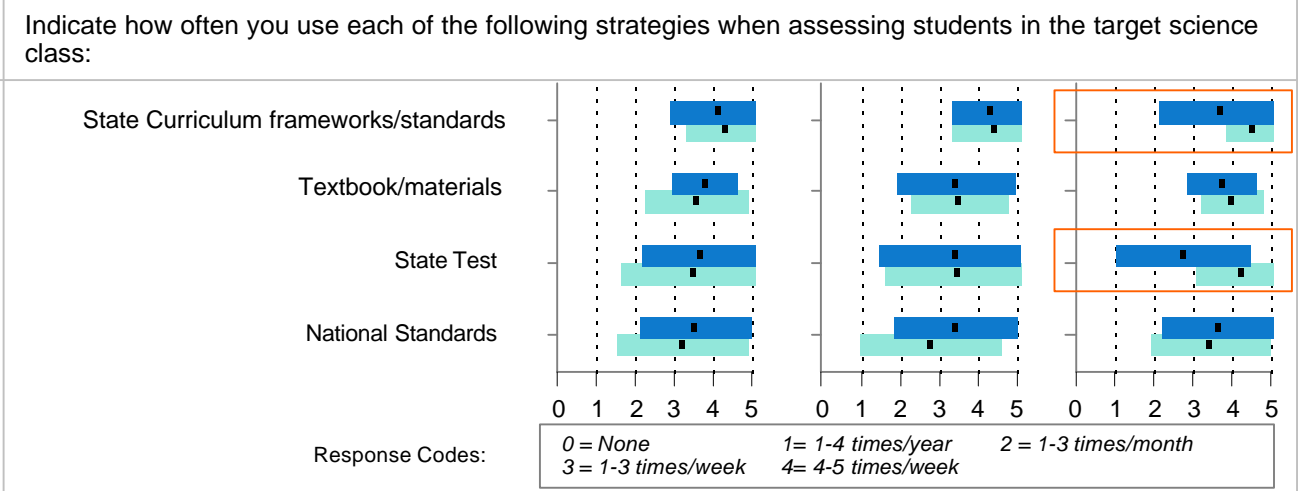 Indicate how often you use each of the following strategies when assessing students in the target science
class:
State Curriculum frameworks/standards
Textbook/materials
State Test
National Standards
0 1 2 3 4 5 0 1 2 3 4 5 0 1 2 3 4 5
Response Codes:
0 = None 1= 1-4 times/year 2 = 1-3 times/month
3 = 1-3 times/week 4= 4-5 times/week